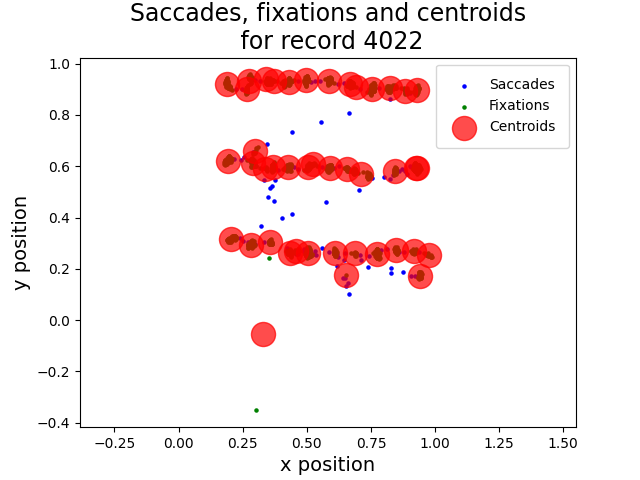 Saccades, fixations and centroids
for record 4022
Saccades
Fixations
Centroids
y position
1.0
0.8
0.6
0.4
0.2
0.0
−0.2
−0.4
−0.25 0.00 0.25 0.50 0.75 1.00 1.25 1.50
x position